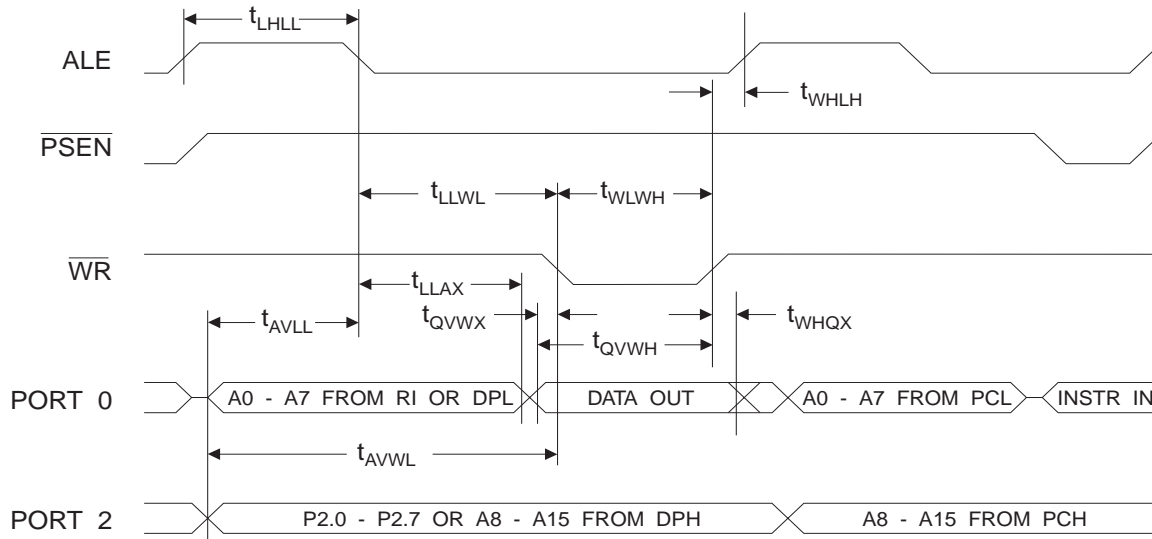 tLHLL
ALE
tWHLH
PSEN
tLLWL
tWLWH
WR
tLLAX
tQVWX
tWHQX
tAVLL
tQVWH
PORT 0
A0 - A7 FROM RI OR DPL
DATA OUT
A0 - A7 FROM PCL
INSTR IN
tAVWL
PORT 2
P2.0 - P2.7 OR A8 - A15 FROM DPH
A8 - A15 FROM PCH